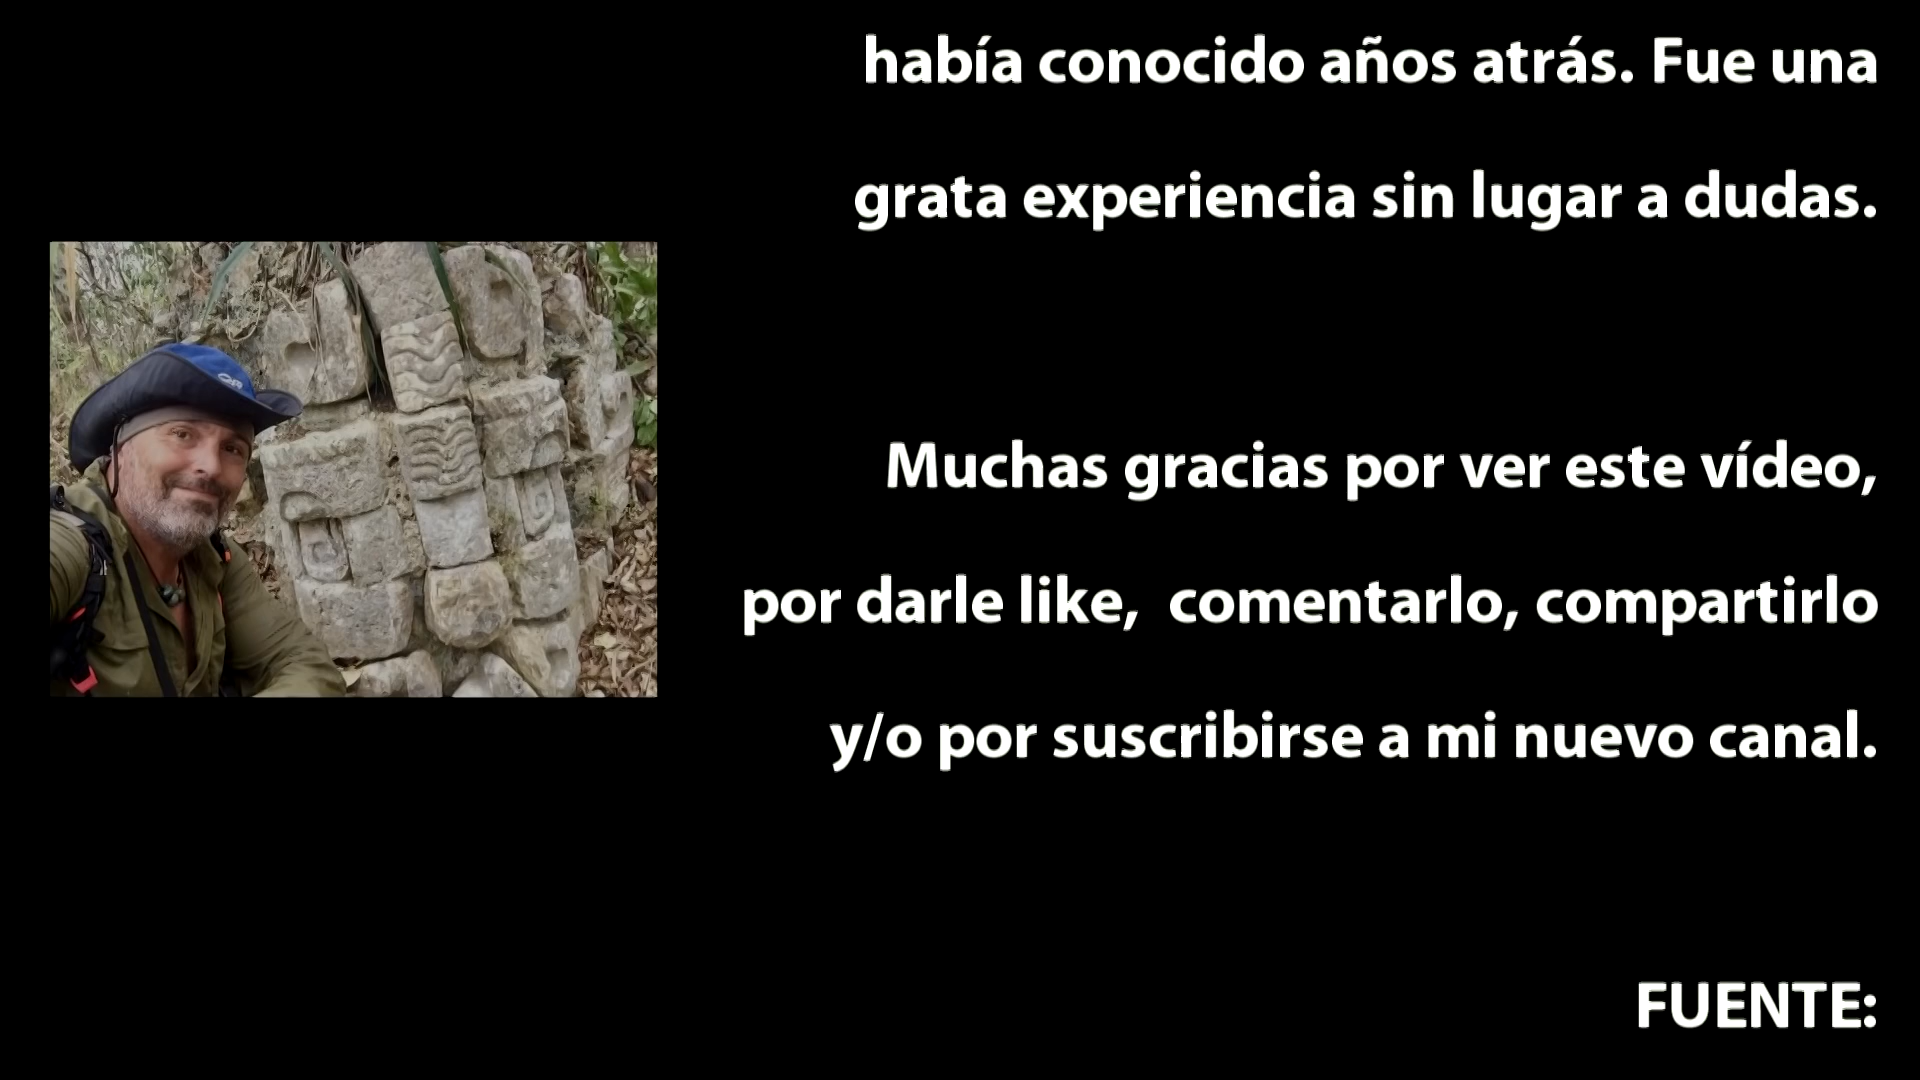 había conocido años atrás. Fue una
grata experiencia sin lugar a dudas.
Muchas gracias por ver este vídeo,
por darle like,  comentarlo, compartirlo
y/o por suscribirse a mi nuevo canal.
FUENTE: